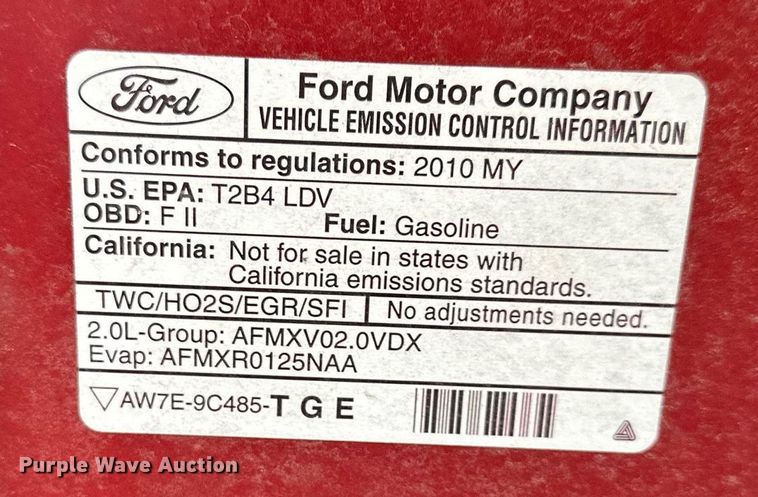 Ford
Ford Motor Company
VEHICLE EMISSION CONTROL INFORMATION
Conforms to regulations: 2010 MY
U.S. EPA: T2B4 LDV
OBD: F II Fuel: Gasoline
California: Not for sale in states with
California emissions standards.
TWC/HO2S/EGR/SFI No adjustments needed.
2.0L-Group: AFMXV02.0VDX
Evap: AFMXR0125NAA
▽AW7E-9C485-T G E
Purple Wave Auction